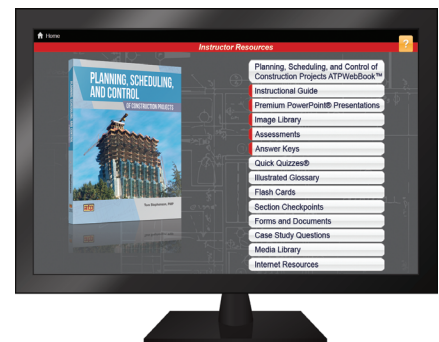 Home
Instructor Resources
?
PLANNING, SCHEDULING,
AND CONTROL
OF CONSTRUCTION PROJECTS
atp
Planning, Scheduling, and Control of
Construction Projects ATPWebBook™
Instructional Guide
Premium PowerPoint® Presentations
Image Library
Assessments
Answer Keys
Quick Quizzes®
Illustrated Glossary
Flash Cards
Section Checkpoints
Forms and Documents
Case Study Questions
Media Library
Internet Resources